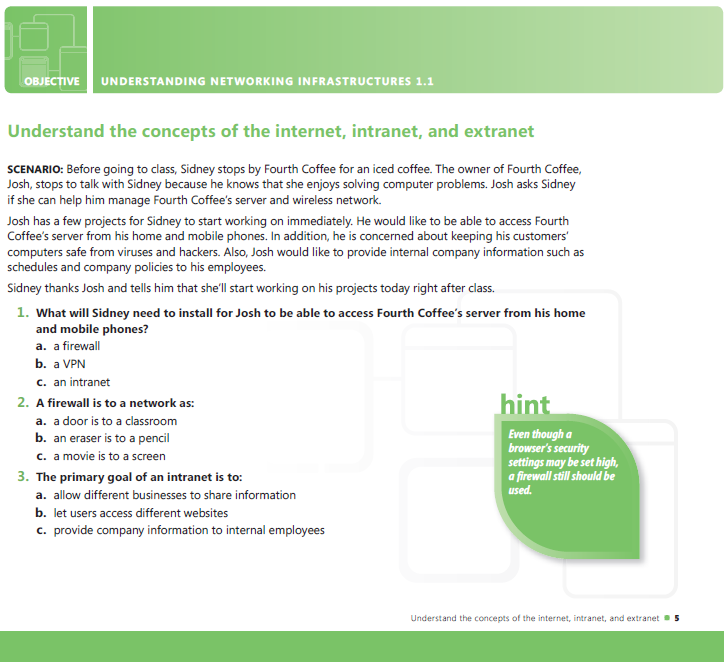 OBJECTIVE
UNDERSTANDING NETWORKING INFRASTRUCTURES 1.1
Understand the concepts of the internet, intranet, and extranet
SCENARIO: Before going to class, Sidney stops by Fourth Coffee for an iced coffee. The owner of Fourth Coffee,
Josh, stops to talk with Sidney because he knows that she enjoys solving computer problems. Josh asks Sidney
if she can help him manage Fourth Coffee's server and wireless network.
Josh has a few projects for Sidney to start working on immediately. He would like to be able to access Fourth
Coffee's server from his home and mobile phones. In addition, he is concerned about keeping his customers'
computers safe from viruses and hackers. Also, Josh would like to provide internal company information such as
schedules and company policies to his employees.
Sidney thanks Josh and tells him that she'll start working on his projects today right after class.
1. What will Sidney need to install for Josh to be able to access Fourth Coffee's server from his home
and mobile phones?
a. a firewall
b. a VPN
c. an intranet
2. A firewall is to a network as:
a. a door is to a classroom
b. an eraser is to a pencil
c. a movie is to a screen
3. The primary goal of an intranet is to:
a. allow different businesses to share information
b. let users access different websites
c. provide company information to internal employees
hint
Even though a
browser's security
settings may be set high,
a firewall still should be
used.
Understand the concepts of the internet, intranet, and extranet ■ 5